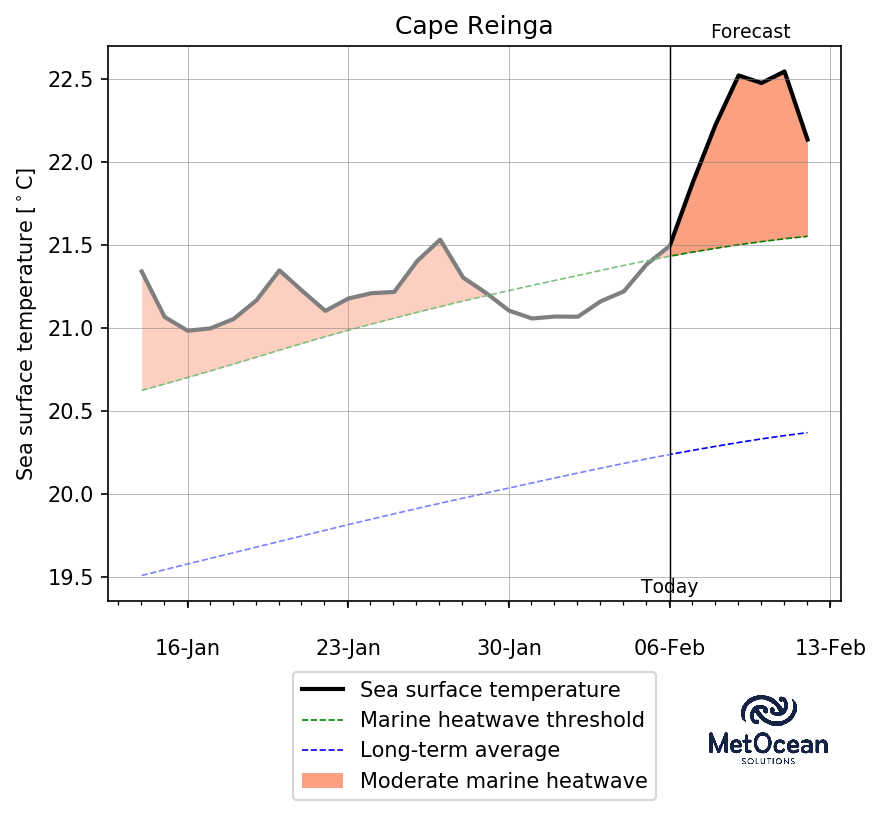 Cape Reinga
Forecast
22.5
22.0
21.5
21.0
20.5
20.0
19.5
Sea surface temperature [°C]
Today
16-Jan 23-Jan 30-Jan 06-Feb 13-Feb
Sea surface temperature
Marine heatwave threshold
Long-term average
Moderate marine heatwave
MetOcean
SOLUTIONS